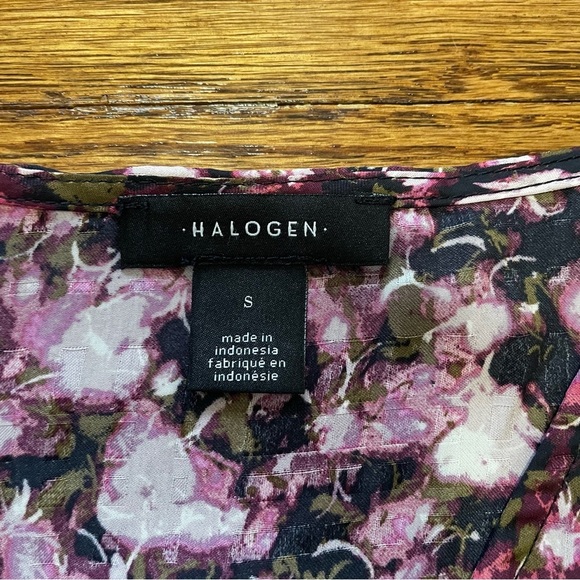 ·HALOGEN·
S
made in
indonesia
fabriqué en
indonésie